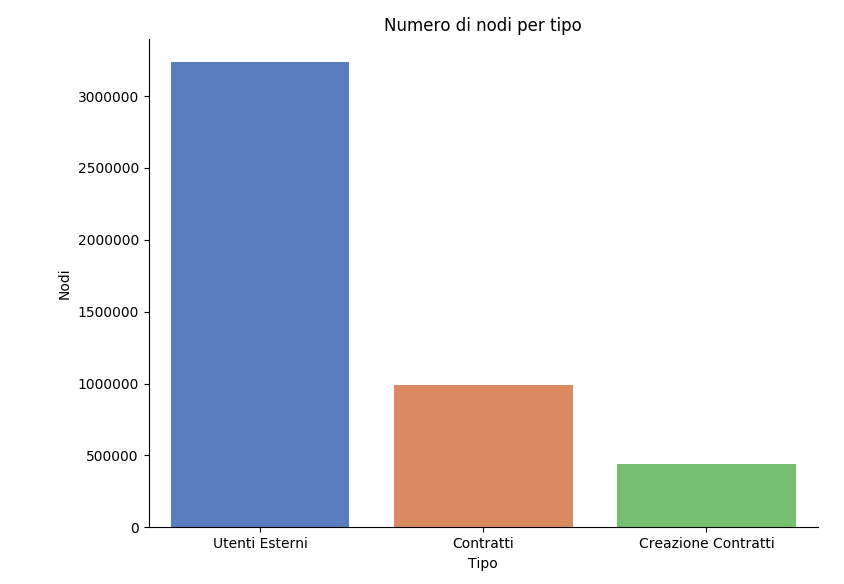 Numero di nodi per tipo
Nodi
3000000
2500000
2000000
1500000
1000000
500000
0
Utenti Esterni
Contratti
Creazione Contratti
Tipo